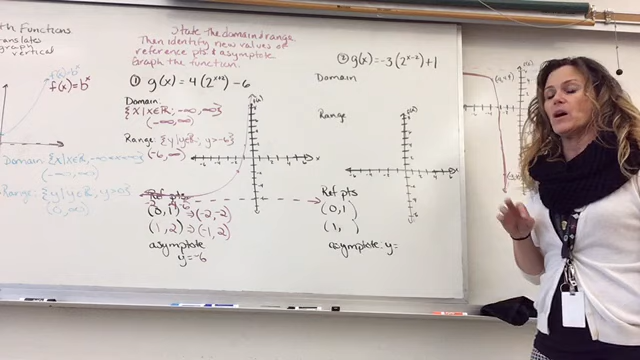 th Functions
ranslates
graph
vertical
f(x)=b^x
f(x)=b^x
Domain: {x|x∈ℝ, -∞<x<∞}
(-∞,∞)
Range: {y|y∈ℝ, y>0}
(0,∞)
State the domain & range
Then identify new values of
reference pts & asymptote
Graph the function.
① g(x)=4(2^{x+2})-6
Domain:
{x|x∈ℝ; -∞,∞}
(-∞,∞)
Range: {y|y∈ℝ; y>-6}
(-6,∞)
Ref pts
(0,1)⇒(-2,-2)
(1,2)⇒(-1,2)
asymptote
y=-6
② g(x)=-3(2^{x-2})+1
Domain
Range
Ref pts
(0,1)
(1, )
asymptote: y=